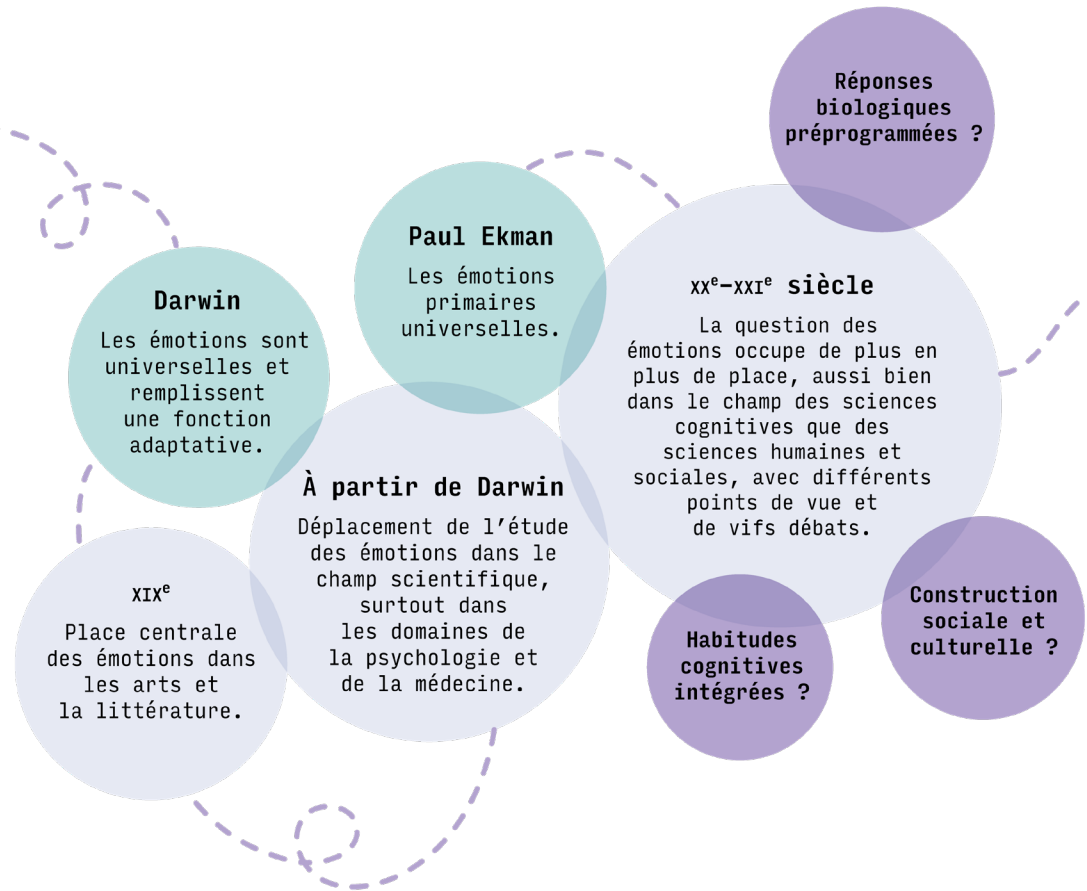 Darwin
Les émotions sont
universelles et
remplissent
une fonction
adaptative.
XIXe
Place centrale
des émotions dans
les arts et
la littérature.
À partir de Darwin
Déplacement de l’étude
des émotions dans le
champ scientifique,
surtout dans
les domaines de
la psychologie et
de la médecine.
Paul Ekman
Les émotions
primaires
universelles.
XXe–XXIe siècle
La question des
émotions occupe de plus en
plus de place, aussi bien
dans le champ des sciences
cognitives que des
sciences humaines et
sociales, avec différents
points de vue et
de vifs débats.
Réponses
biologiques
préprogrammées ?
Habitudes
cognitives
intégrées ?
Construction
sociale et
culturelle ?